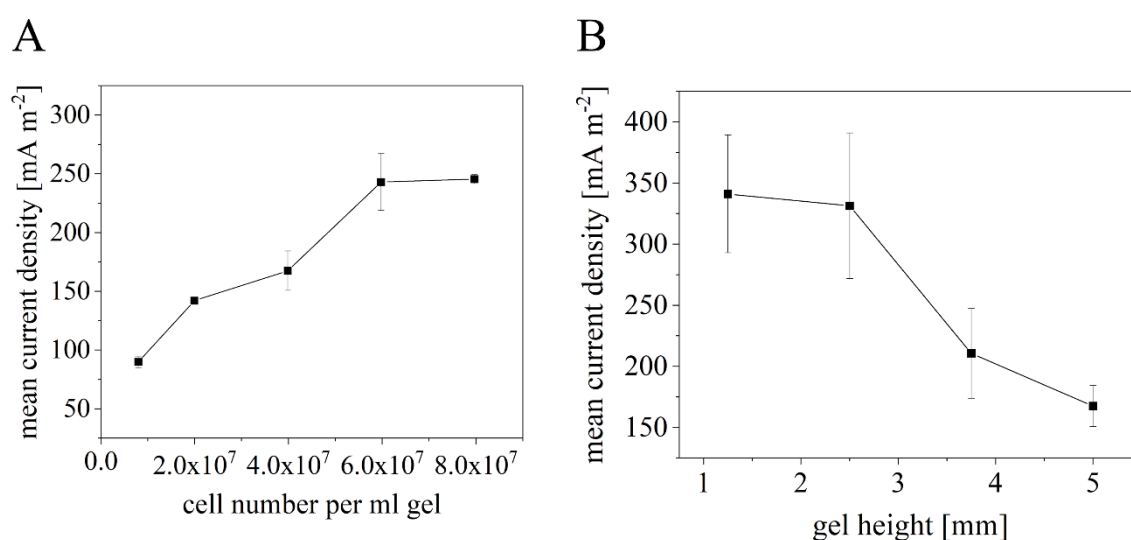 A
mean current density [mA m⁻²]
300
250
200
150
100
50
0.0 2.0x10⁷ 4.0x10⁷ 6.0x10⁷ 8.0x10⁷
cell number per ml gel
B
mean current density [mA m⁻²]
400
350
300
250
200
150
1 2 3 4 5
gel height [mm]